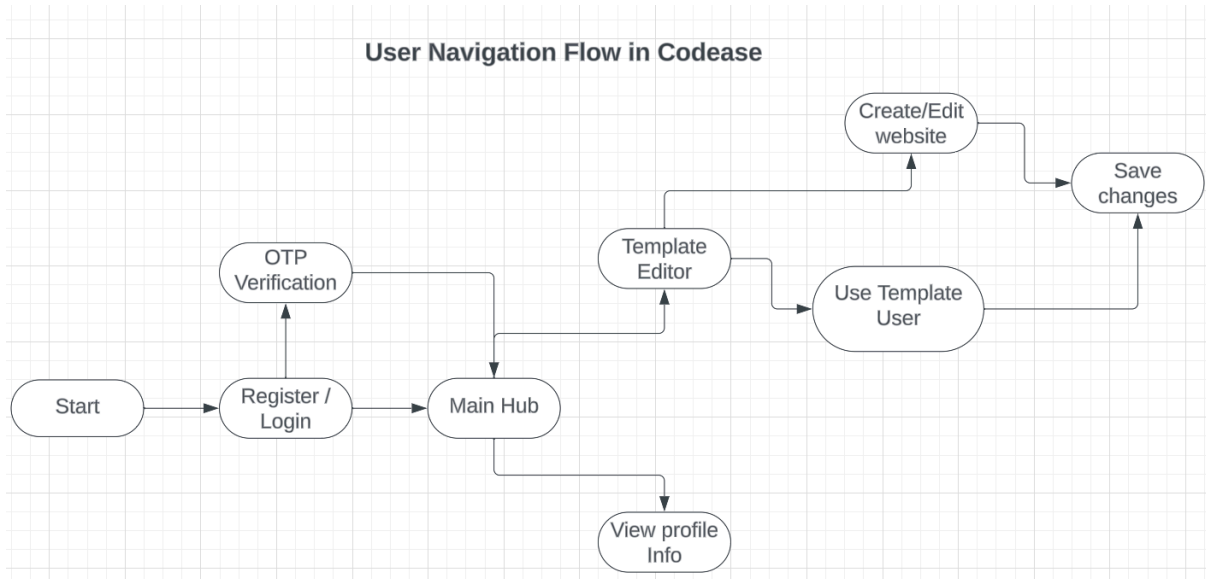 User Navigation Flow in Codease
Create/Edit
website
Save
changes
Template
Editor
OTP
Verification
Use Template
User
Start
Register /
Login
Main Hub
View profile
Info